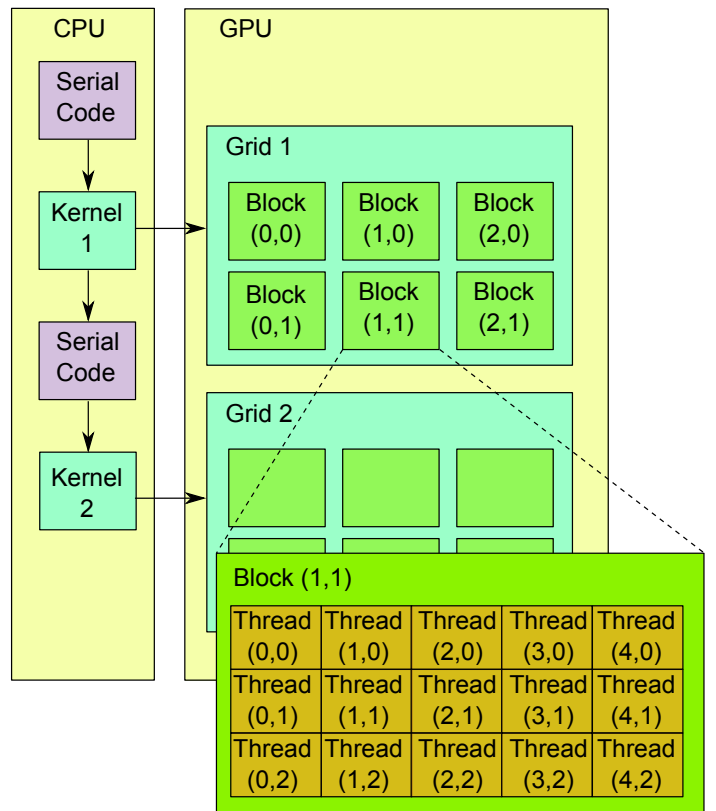 CPU
GPU
Serial
Code
Kernel
1
Serial
Code
Kernel
2
Grid 1
Block
(0,0)
Block
(1,0)
Block
(2,0)
Block
(0,1)
Block
(1,1)
Block
(2,1)
Grid 2
Block (1,1)
Thread
(0,0)
Thread
(1,0)
Thread
(2,0)
Thread
(3,0)
Thread
(4,0)
Thread
(0,1)
Thread
(1,1)
Thread
(2,1)
Thread
(3,1)
Thread
(4,1)
Thread
(0,2)
Thread
(1,2)
Thread
(2,2)
Thread
(3,2)
Thread
(4,2)